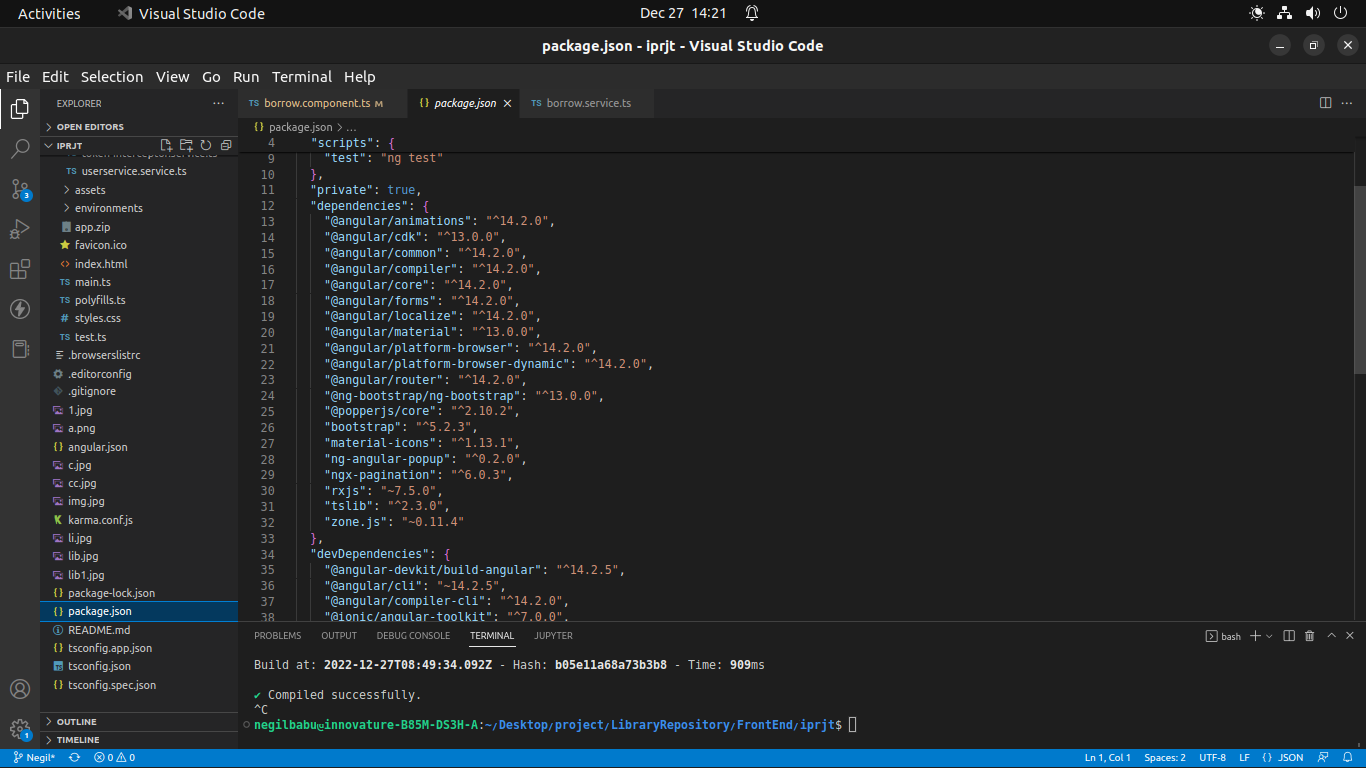 Activities
Visual Studio Code
Dec 27 14:21
package.json - iprjt - Visual Studio Code
File Edit Selection View Go Run Terminal Help
EXPLORER
OPEN EDITORS
IPRJT
userservice.service.ts
assets
environments
app.zip
favicon.ico
index.html
TS main.ts
TS polyfills.ts
# styles.css
TS test.ts
.browserslistrc
.editorconfig
.gitignore
1.jpg
a.png
{} angular.json
c.jpg
cc.jpg
img.jpg
karma.conf.js
li.jpg
lib.jpg
lib1.jpg
{} package-lock.json
{} package.json
README.md
{} tsconfig.app.json
tsconfig.json
{} tsconfig.spec.json
OUTLINE
TIMELINE
TS borrow.component.ts M
{} package.json
TS borrow.service.ts
{} package.json > ...
4 "scripts": {
9 "test": "ng test"
10 },
11 "private": true,
12 "dependencies": {
13 "@angular/animations": "^14.2.0",
14 "@angular/cdk": "^13.0.0",
15 "@angular/common": "^14.2.0",
16 "@angular/compiler": "^14.2.0",
17 "@angular/core": "^14.2.0",
18 "@angular/forms": "^14.2.0",
19 "@angular/localize": "^14.2.0",
20 "@angular/material": "^13.0.0",
21 "@angular/platform-browser": "^14.2.0",
22 "@angular/platform-browser-dynamic": "^14.2.0",
23 "@angular/router": "^14.2.0",
24 "@ng-bootstrap/ng-bootstrap": "^13.0.0",
25 "@popperjs/core": "^2.10.2",
26 "bootstrap": "^5.2.3",
27 "material-icons": "^1.13.1",
28 "ng-angular-popup": "^0.2.0",
29 "ngx-pagination": "^6.0.3",
30 "rxjs": "~7.5.0",
31 "tslib": "^2.3.0",
32 "zone.js": "~0.11.4"
33 },
34 "devDependencies": {
35 "@angular-devkit/build-angular": "^14.2.5",
36 "@angular/cli": "~14.2.5",
37 "@angular/compiler-cli": "^14.2.0",
38 "@ionic/angular-toolkit": "^7.0.0",
PROBLEMS OUTPUT DEBUG CONSOLE TERMINAL JUPYTER
bash
Build at: 2022-12-27T08:49:34.092Z - Hash: b05e11a68a73b3b8 - Time: 909ms
✔ Compiled successfully.
^C
negilbabu@innovature-B85M-DS3H-A:~/Desktop/project/LibraryRepository/FrontEnd/iprjt$
Negil* 0 0
Ln 1, Col 1 Spaces: 2 UTF-8 LF {} JSON